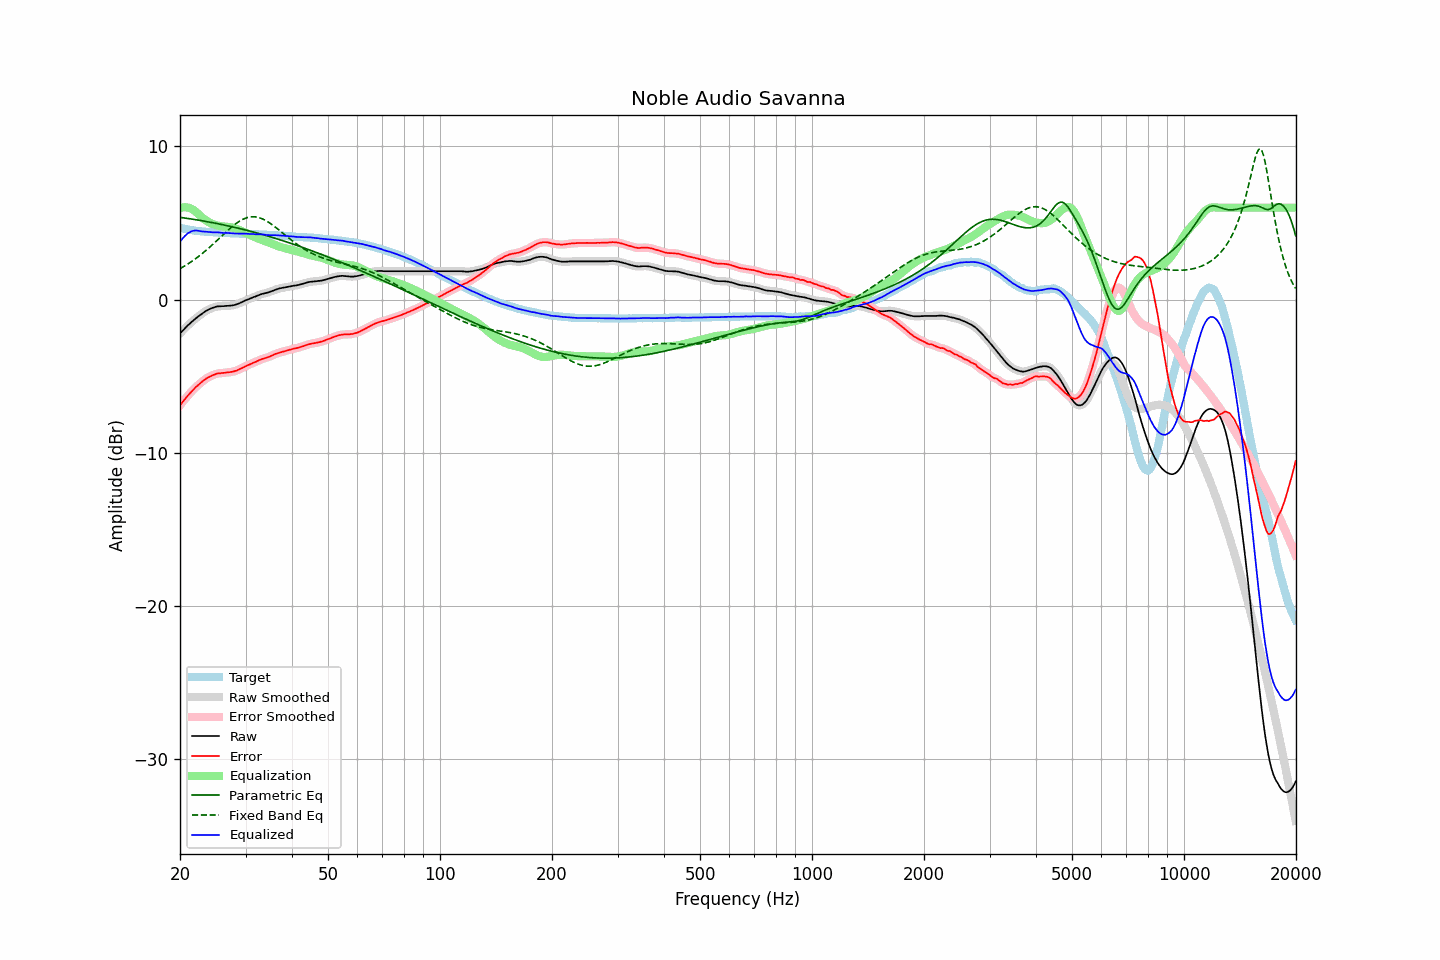 Noble Audio Savanna
Amplitude (dBr)
10
0
−10
−20
−30
Target
Raw Smoothed
Error Smoothed
Raw
Error
Equalization
Parametric Eq
Fixed Band Eq
Equalized
20 50 100 200 500 1000 2000 5000 10000 20000
Frequency (Hz)